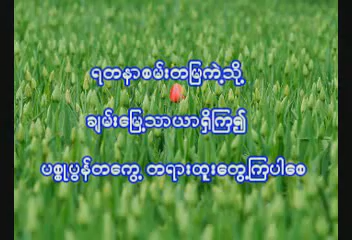 ရတနာစမ်းတမြကဲ့သို့
ချမ်းမြေ့သာယာရှိကြ၍
ပစ္စုပ္ပန်တကွေ့ တရားထူးတွေ့ကြပါစေ